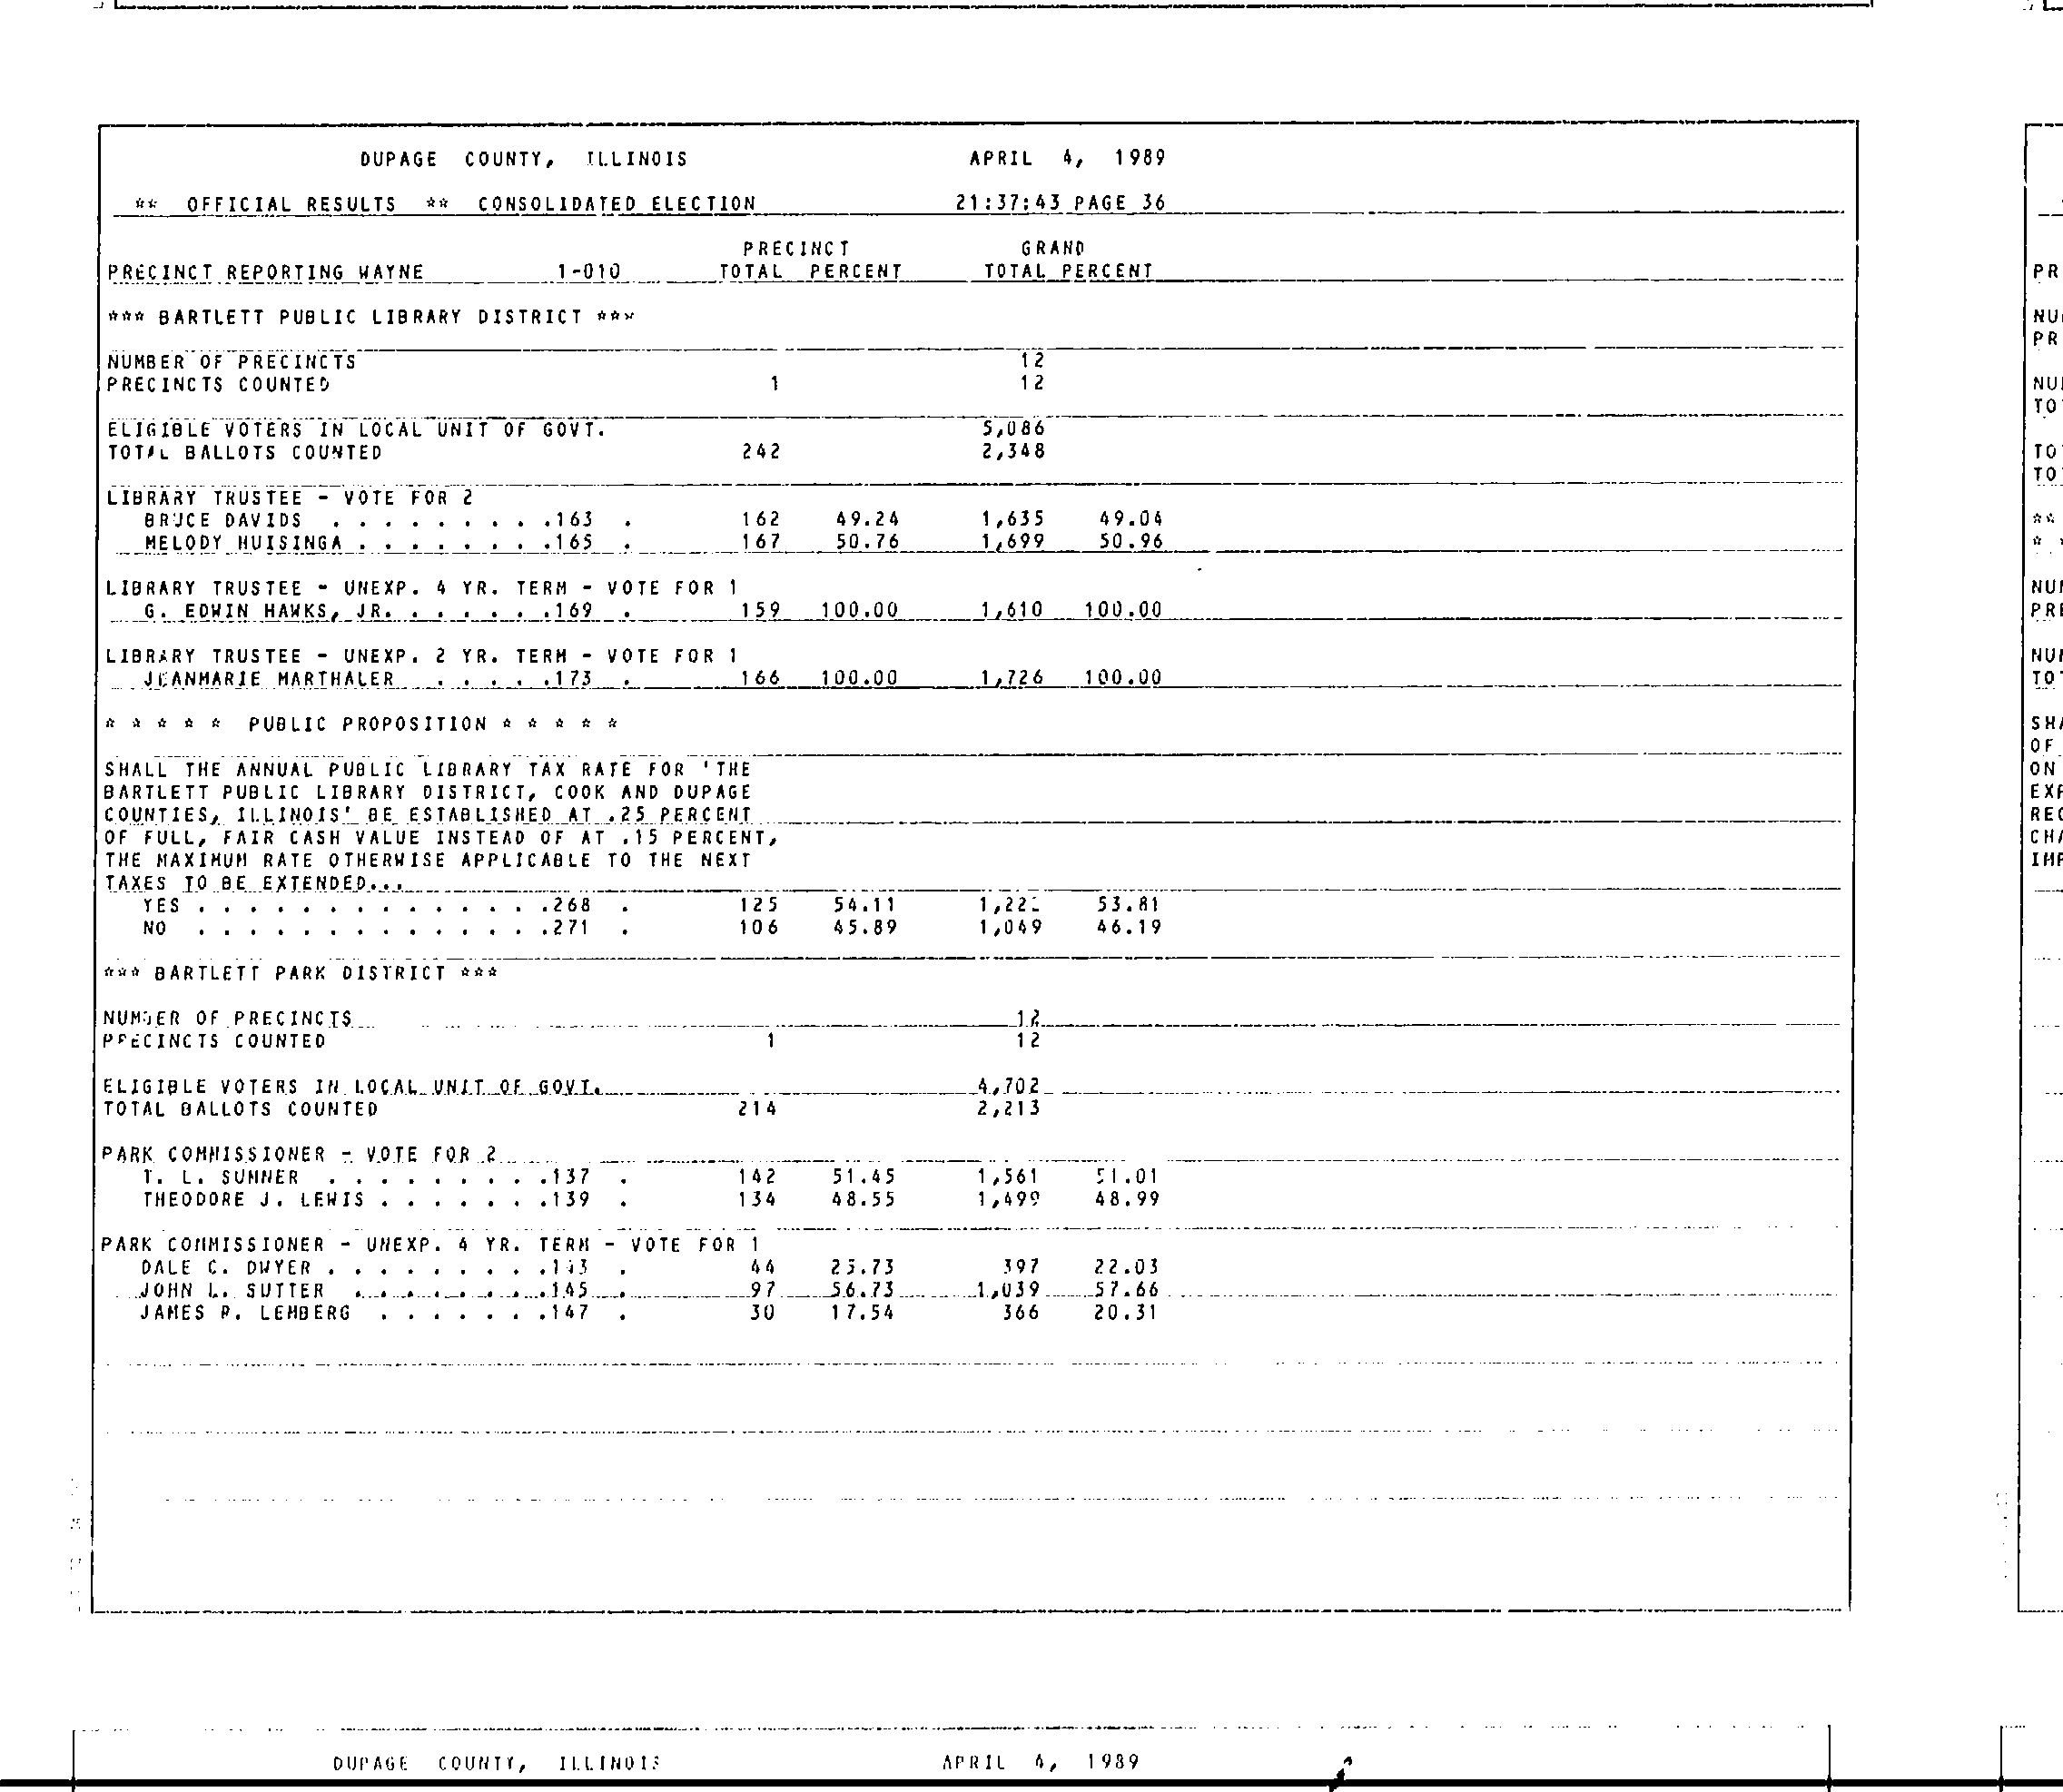 DUPAGE COUNTY, ILLINOIS APRIL 4, 1989
** OFFICIAL RESULTS ** CONSOLIDATED ELECTION 21:37:43 PAGE 36
PRECINCT GRAND
PRECINCT REPORTING WAYNE 1-010 TOTAL PERCENT TOTAL PERCENT
*** BARTLETT PUBLIC LIBRARY DISTRICT ***
NUMBER OF PRECINCTS 12
PRECINCTS COUNTED 1 12
ELIGIBLE VOTERS IN LOCAL UNIT OF GOVT. 5,086
TOTAL BALLOTS COUNTED 242 2,348
LIBRARY TRUSTEE - VOTE FOR 2
BRUCE DAVIDS . . . . . . . . .163 . 162 49.24 1,635 49.04
MELODY HUISINGA . . . . . . . .165 . 167 50.76 1,699 50.96
LIBRARY TRUSTEE - UNEXP. 4 YR. TERM - VOTE FOR 1
G. EDWIN HAWKS, JR. . . . . . .169 . 159 100.00 1,610 100.00
LIBRARY TRUSTEE - UNEXP. 2 YR. TERM - VOTE FOR 1
JEANMARIE MARTHALER . . . . .173 . 166 100.00 1,726 100.00
* * * * * PUBLIC PROPOSITION * * * * *
SHALL THE ANNUAL PUBLIC LIBRARY TAX RATE FOR 'THE
BARTLETT PUBLIC LIBRARY DISTRICT, COOK AND DUPAGE
COUNTIES, ILLINOIS' BE ESTABLISHED AT .25 PERCENT
OF FULL, FAIR CASH VALUE INSTEAD OF AT .15 PERCENT,
THE MAXIMUM RATE OTHERWISE APPLICABLE TO THE NEXT
TAXES TO BE EXTENDED...
YES . . . . . . . . . . . . . .268 . 125 54.11 53.81
NO . . . . . . . . . . . . . .271 . 106 45.89 1,049 46.19
*** BARTLETT PARK DISTRICT ***
NUMBER OF PRECINCTS 12
PRECINCTS COUNTED 1 12
ELIGIBLE VOTERS IN LOCAL UNIT OF GOVT. 4,702
TOTAL BALLOTS COUNTED 214 2,213
PARK COMMISSIONER - VOTE FOR 2
T. L. SUMNER . . . . . . . . .137 . 142 51.45 1,561 51.01
THEODORE J. LEWIS . . . . . . .139 . 134 48.55 1,499 48.99
PARK COMMISSIONER - UNEXP. 4 YR. TERM - VOTE FOR 1
DALE C. DWYER . . . . . . . . .143 . 44 25.73 397 22.03
JOHN L. SUTTER . . . . . . . .145 . 97 56.73 1,039 57.66
JAMES R. LEMBERG . . . . . . .147 . 30 17.54 366 20.31
DUPAGE COUNTY, ILLINOIS APRIL 4, 1989
PR
PR
TO
TO
TO
**
PRE
TO
SHA
OF
ON
EXP
REC
CHA
IMP